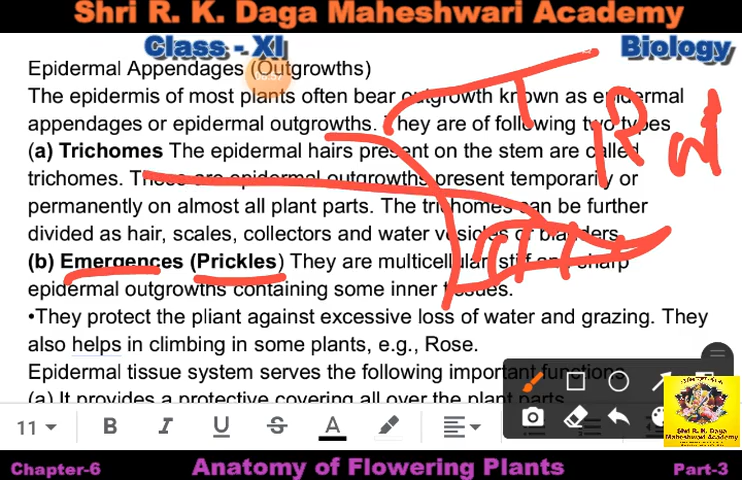 Shri R. K. Daga Maheshwari Academy
Class - XI
Biology
Epidermal Appendages (Outgrowths)
The epidermis of most plants often bear outgrowth known as epidermal
appendages or epidermal outgrowths. They are of following two types
(a) Trichomes The epidermal hairs present on the stem are called
trichomes. These are epidermal outgrowths present temporarily or
permanently on almost all plant parts. The trichomes can be further
divided as hair, scales, collectors and water vesicles or bladders.
(b) Emergences (Prickles) They are multicellular, stiff and sharp
epidermal outgrowths containing some inner tissues.
•They protect the pliant against excessive loss of water and grazing. They
also helps in climbing in some plants, e.g., Rose.
Epidermal tissue system serves the following important functions
(a) It provides a protective covering all over the plant parts
11 B I U S A
Shri R. K. Daga
Maheshwari Academy
Chapter-6
Anatomy of Flowering Plants
Part-3